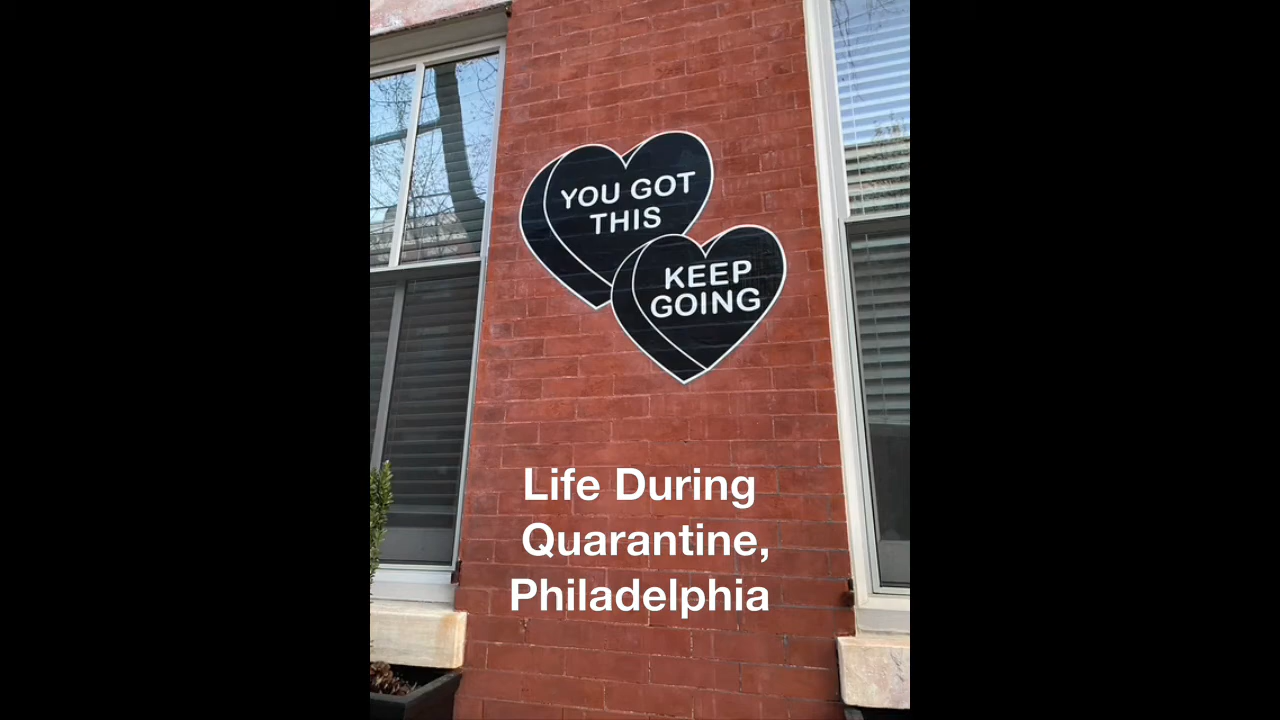 YOU GOT
THIS
KEEP
GOING
Life During
Quarantine,
Philadelphia